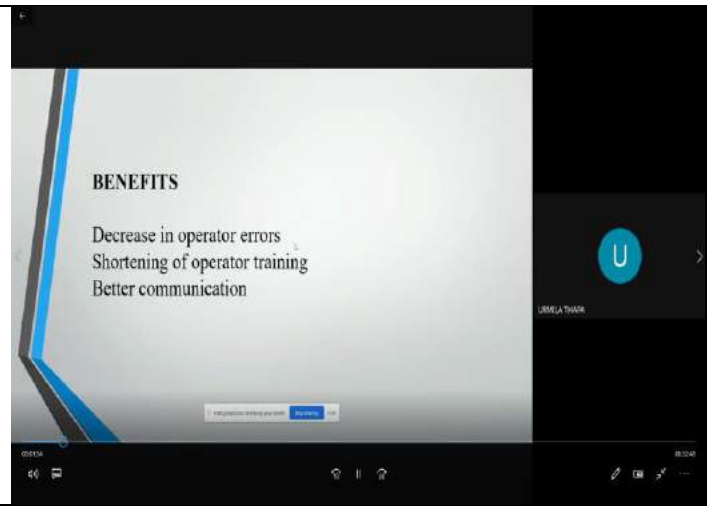 BENEFITS
Decrease in operator errors
Shortening of operator training
Better communication
U
URMILA THAPA